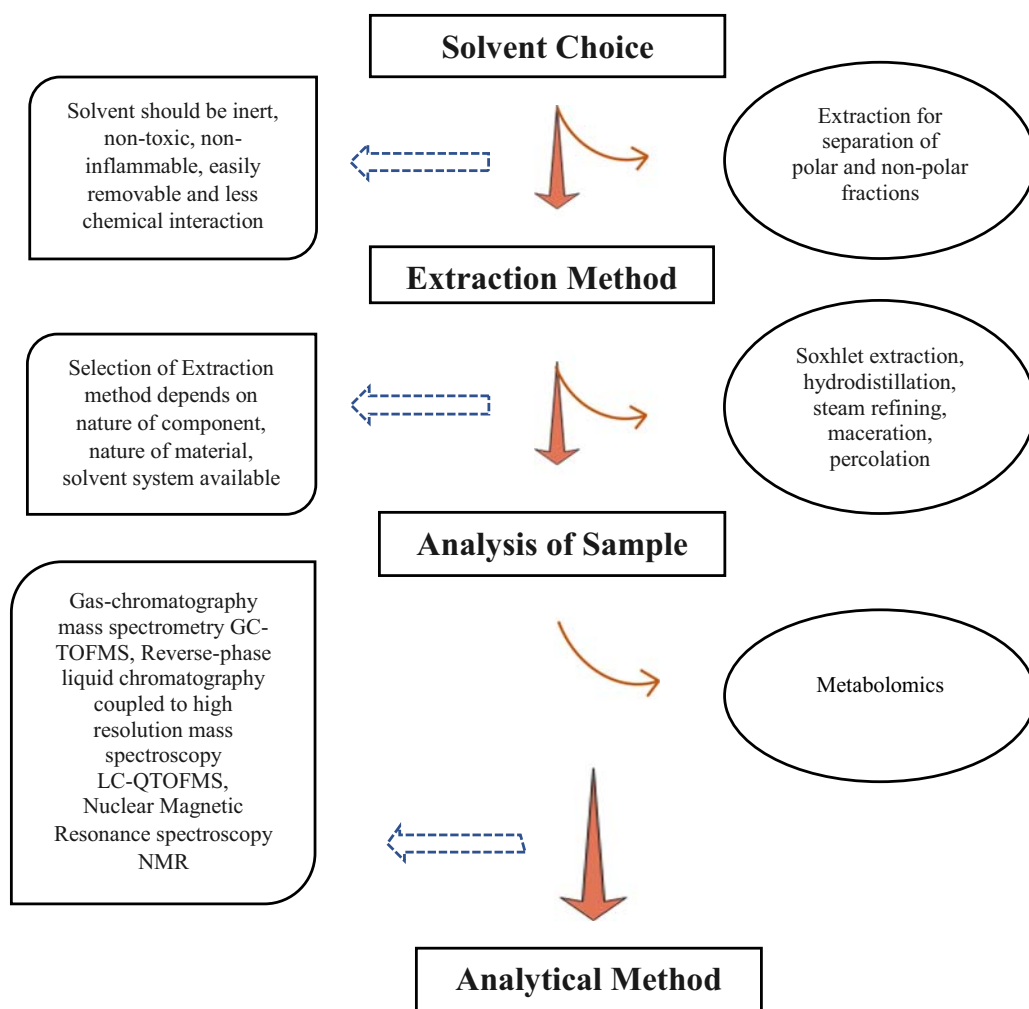 Solvent Choice
Solvent should be inert,
non-toxic, non-
inflammable, easily
removable and less
chemical interaction
Extraction for
separation of
polar and non-polar
fractions
Extraction Method
Selection of Extraction
method depends on
nature of component,
nature of material,
solvent system available
Soxhlet extraction,
hydrodistillation,
steam refining,
maceration,
percolation
Analysis of Sample
Gas-chromatography
mass spectrometry GC-
TOFMS, Reverse-phase
liquid chromatography
coupled to high
resolution mass
spectroscopy
LC-QTOFMS,
Nuclear Magnetic
Resonance spectroscopy
NMR
Metabolomics
Analytical Method